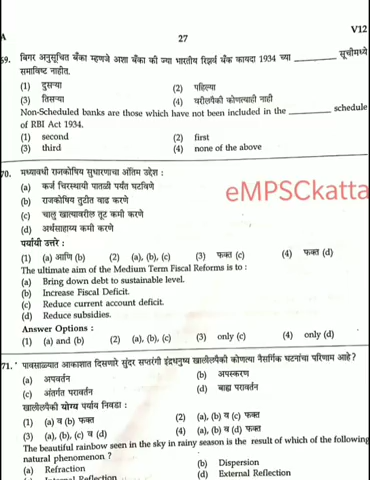 A
27
V12
69. बिगर अनुसूचित बँका म्हणजे अशा बँका की ज्या भारतीय रिझर्व्ह बँक कायदा 1934 च्या ________ सूचीमध्ये
समाविष्ट नाहीत.
(1) दुसऱ्या (2) पहिल्या
(3) तिसऱ्या (4) वरीलपैकी कोणत्याही नाही
Non-Scheduled banks are those which have not been included in the ________ schedule
of RBI Act 1934.
(1) second (2) first
(3) third (4) none of the above
70. मध्यावधी राजकोषिय सुधारणाचा अंतिम उद्देश :
(a) कर्ज चिरस्थायी पातळी पर्यंत घटविणे
(b) राजकोषिय तुटीत वाढ करणे
(c) चालु खात्यावरील तूट कमी करणे
(d) अर्थसाहाय्य कमी करणे
eMPSCkatta
पर्यायी उत्तरे :
(1) (a) आणि (b) (2) (a), (b), (c) (3) फक्त (c) (4) फक्त (d)
The ultimate aim of the Medium Term Fiscal Reforms is to :
(a) Bring down debt to sustainable level.
(b) Increase Fiscal Deficit.
(c) Reduce current account deficit.
(d) Reduce subsidies.
Answer Options :
(1) (a) and (b) (2) (a), (b), (c) (3) only (c) (4) only (d)
71. पावसाळ्यात आकाशात दिसणारे सुंदर सप्तरंगी इंद्रधनुष्य खालीलपैकी कोणत्या नैसर्गिक घटनांचा परिणाम आहे?
(a) अपवर्तन (b) अपस्करण
(c) अंतर्गत परावर्तन (d) बाह्य परावर्तन
खालीलपैकी योग्य पर्याय निवडा :
(1) (a) व (b) फक्त (2) (a), (b) व (c) फक्त
(3) (a), (b), (c) व (d) (4) (a), (b) व (d) फक्त
The beautiful rainbow seen in the sky in rainy season is the result of which of the following
natural phenomenon ?
(a) Refraction (b) Dispersion
Internal Reflection (d) External Reflection